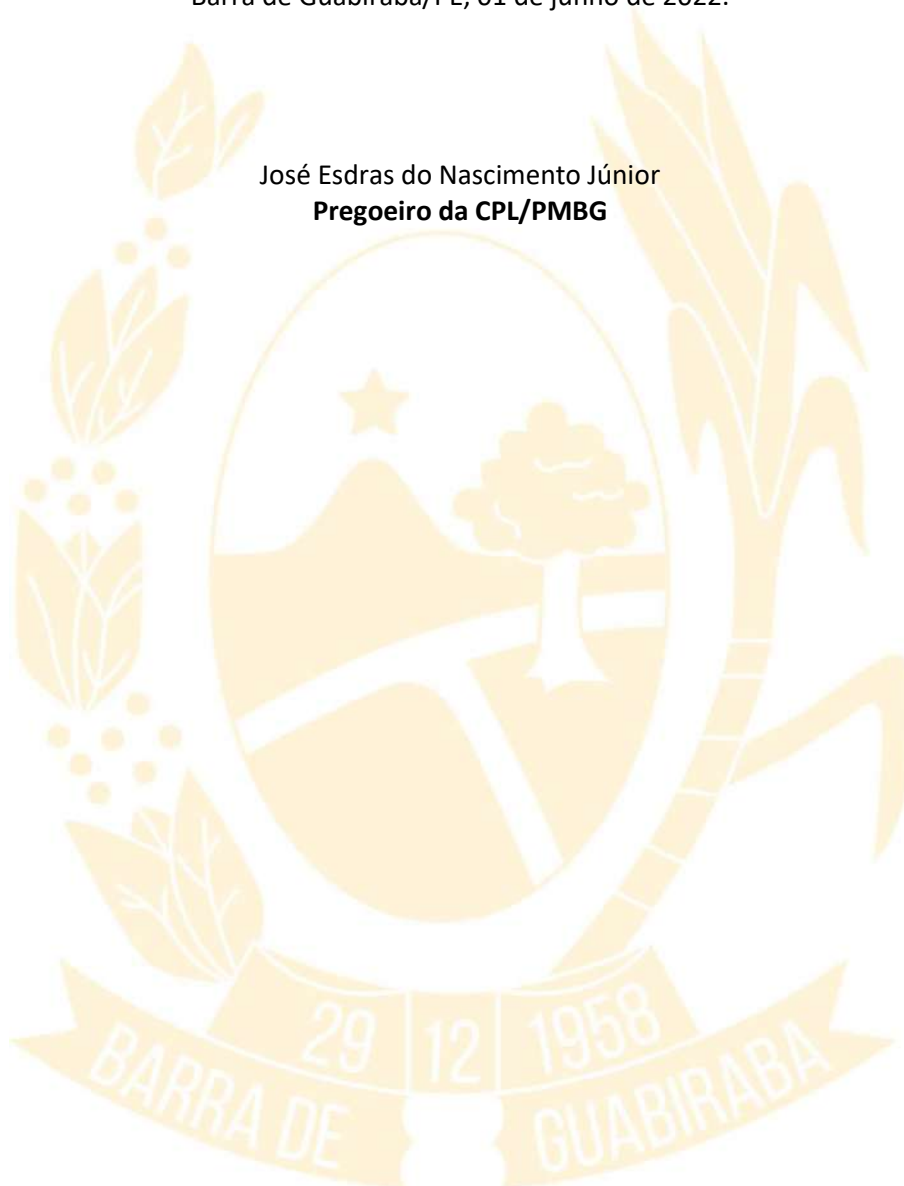 Barra de Guabiraba/PE, 01 de junho de 2022.
José Esdras do Nascimento Júnior
Pregoeiro da CPL/PMBG
29 12 1958
BARRA DE GUABIRABA